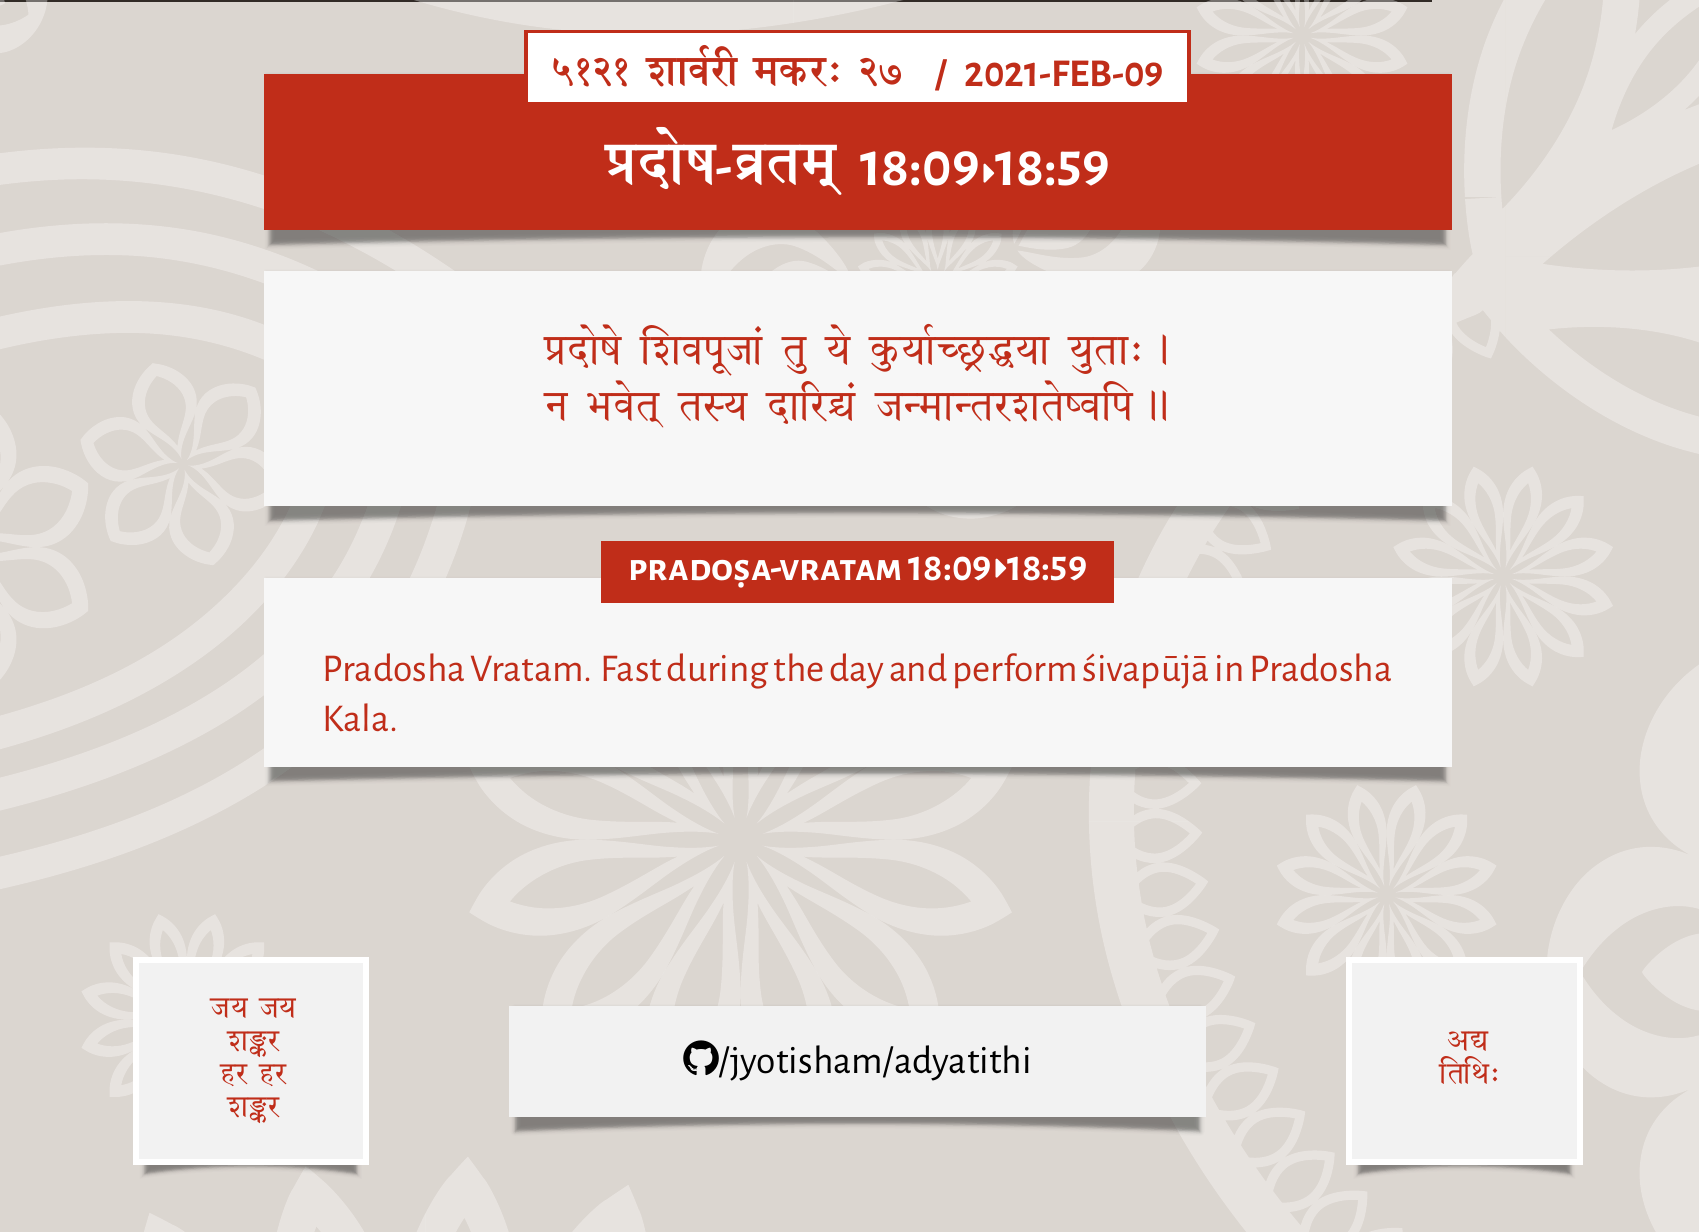 ५१२१ शार्वरी मकरः २७ / 2021-FEB-09
प्रदोष-व्रतम् 18:09▸18:59
प्रदोषे शिवपूजां तु ये कुर्याच्छ्रद्धया युताः ।
न भवेत् तस्य दारिद्र्यं जन्मान्तरशतेष्वपि ॥
PRADOṢA-VRATAM 18:09▸18:59
Pradosha Vratam. Fast during the day and perform śivapūjā in Pradosha
Kala.
जय जय
शङ्कर
हर हर
शङ्कर
/jyotisham/adyatithi
अद्य
तिथिः